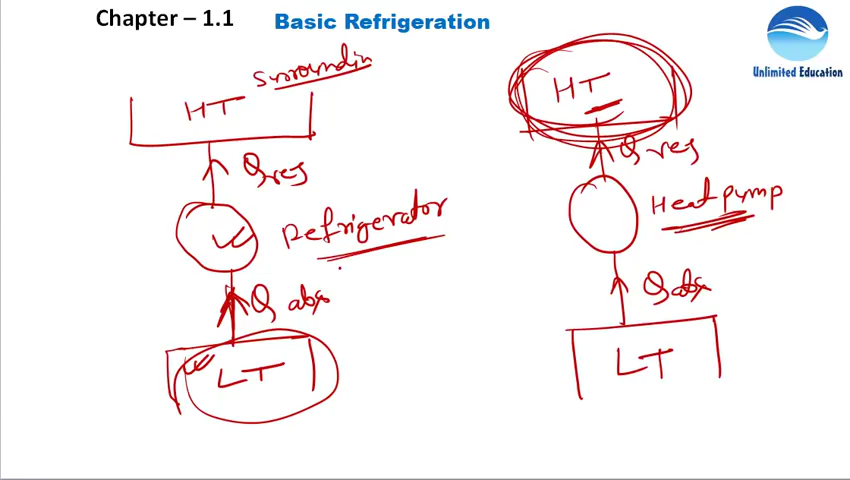 Chapter – 1.1
Basic Refrigeration
Unlimited Education
HT
Surroundin
Qrej
Refrigerator
Q abs
LT
HT
Qrej
Heat pump
Qabs
LT